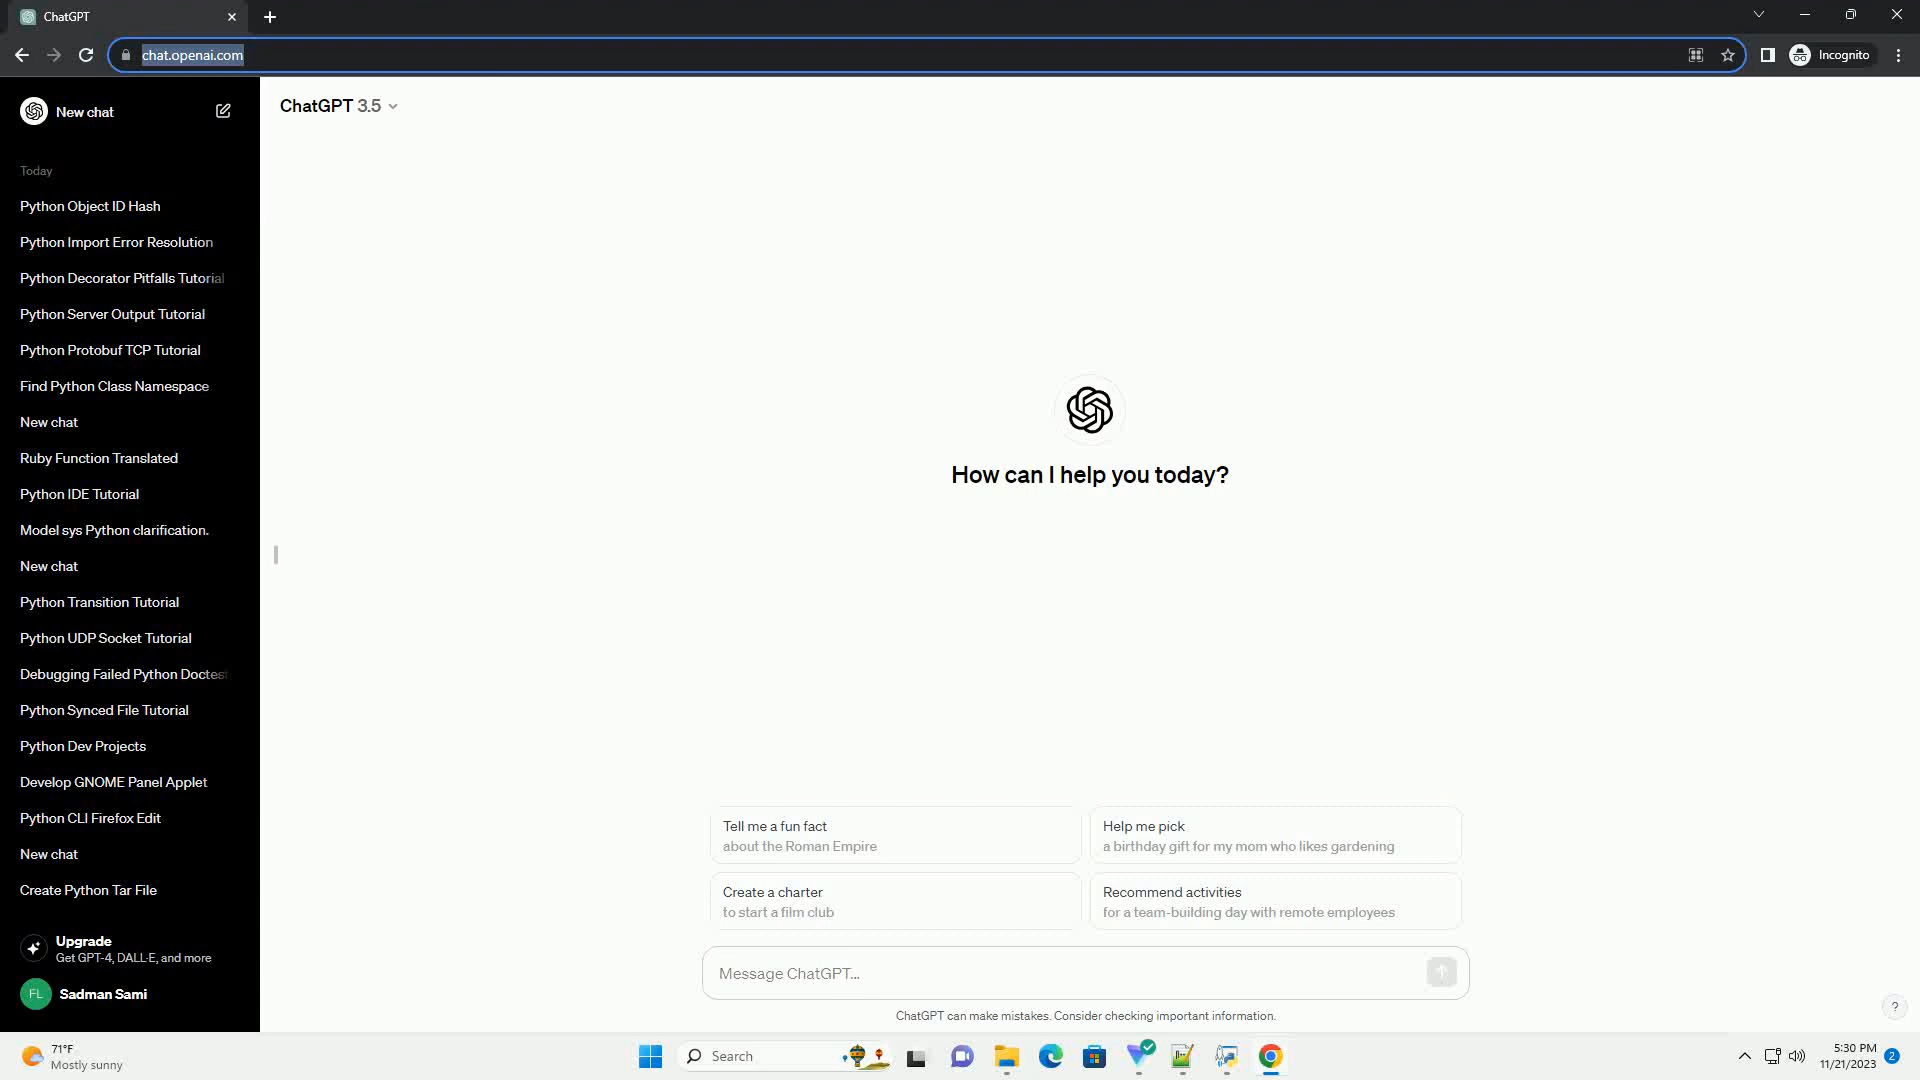 ChatGPT
chat.openai.com
Incognito
New chat
ChatGPT 3.5
Today
Python Object ID Hash
Python Import Error Resolution
Python Decorator Pitfalls Tutorial
Python Server Output Tutorial
Python Protobuf TCP Tutorial
Find Python Class Namespace
New chat
Ruby Function Translated
Python IDE Tutorial
Model sys Python clarification.
New chat
Python Transition Tutorial
Python UDP Socket Tutorial
Debugging Failed Python Doctest
Python Synced File Tutorial
Python Dev Projects
Develop GNOME Panel Applet
Python CLI Firefox Edit
New chat
Create Python Tar File
Upgrade
Get GPT-4, DALL·E, and more
FL
Sadman Sami
How can I help you today?
Tell me a fun fact
about the Roman Empire
Help me pick
a birthday gift for my mom who likes gardening
Create a charter
to start a film club
Recommend activities
for a team-building day with remote employees
Message ChatGPT...
ChatGPT can make mistakes. Consider checking important information.
?
71°F
Mostly sunny
Search
5:30 PM
11/21/2023
2